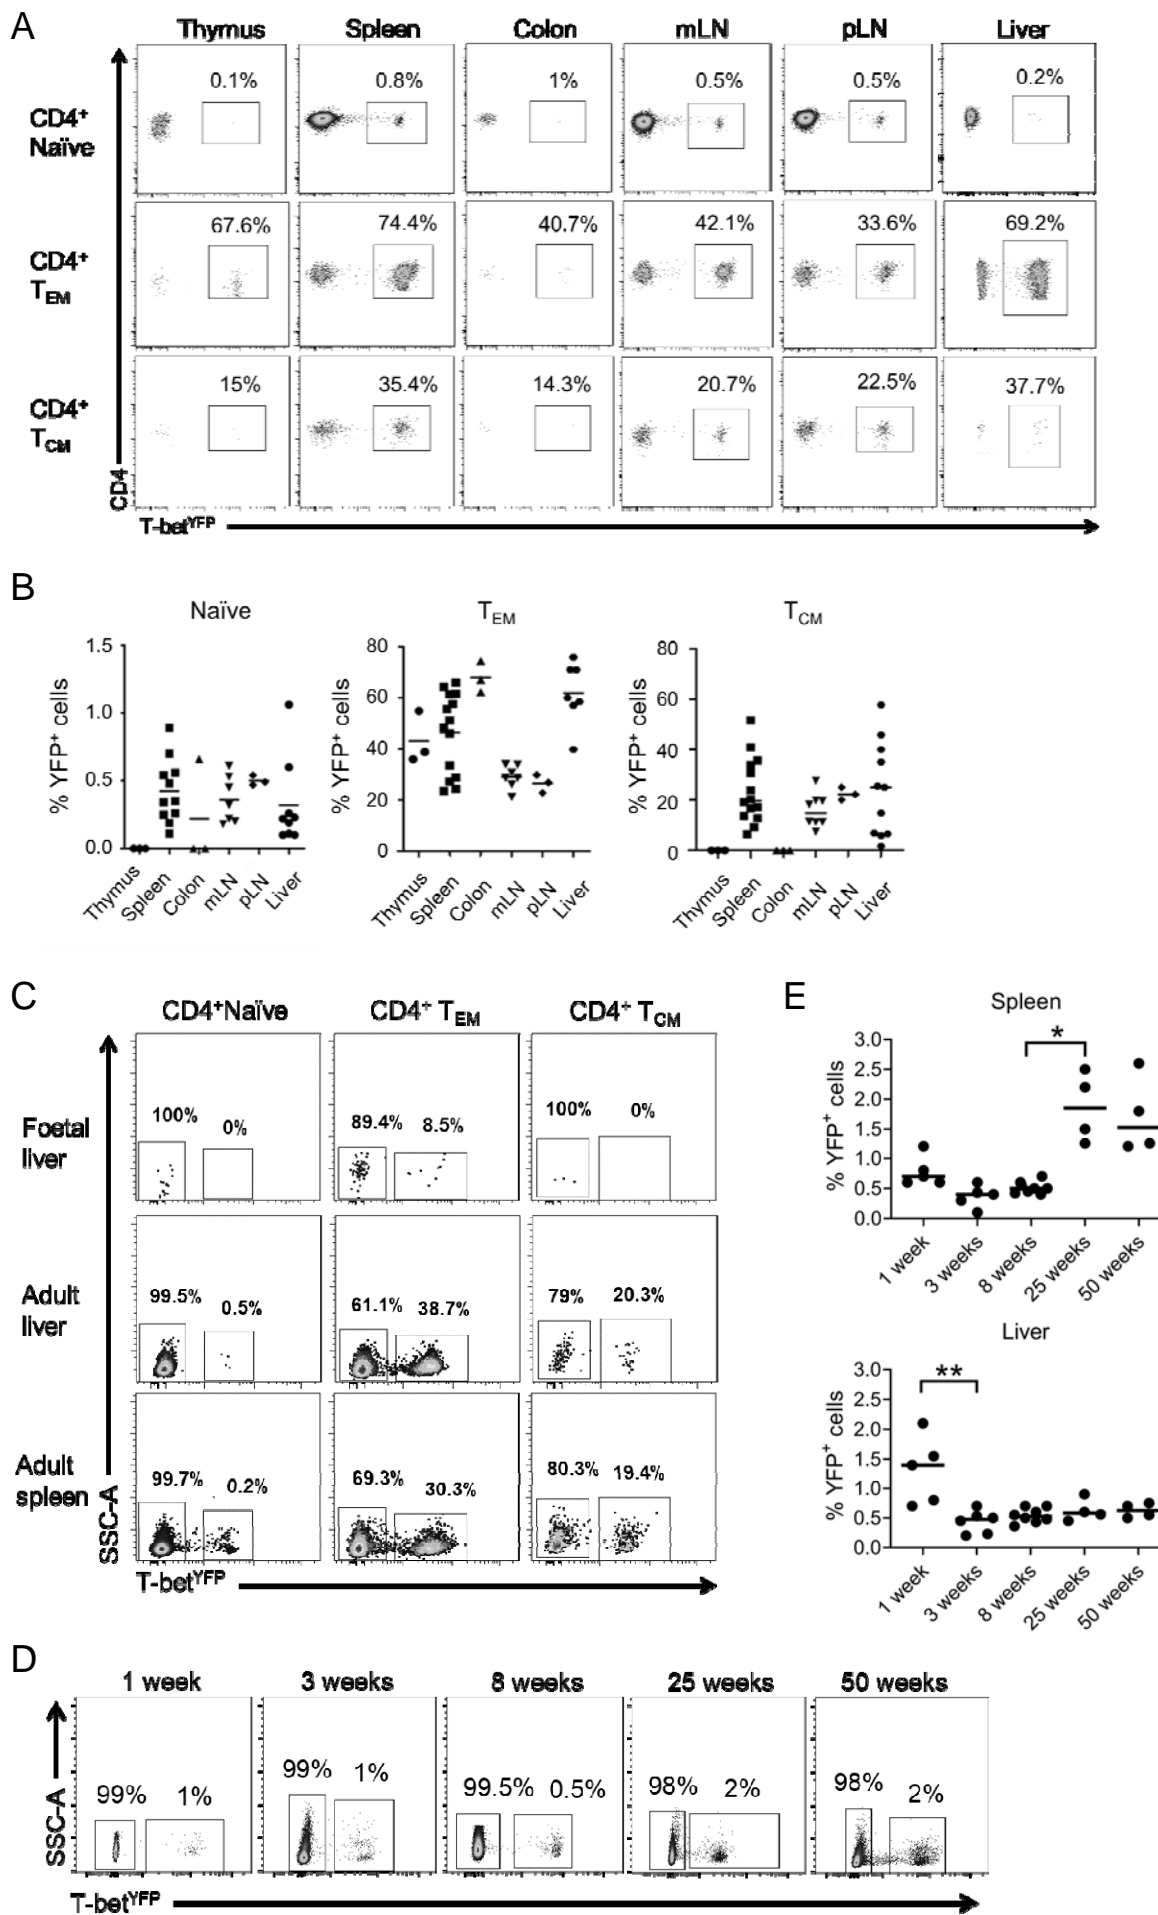 A
Thymus Spleen Colon mLN pLN Liver
CD4+ Naïve
0.1% 0.8% 1% 0.5% 0.5% 0.2%
CD4+ TEM
67.6% 74.4% 40.7% 42.1% 33.6% 69.2%
CD4+ TCM
15% 35.4% 14.3% 20.7% 22.5% 37.7%
CD4
T-betYFP
B
Naïve
% YFP+ cells
1.5
1.0
0.5
0.0
Thymus Spleen Colon mLN pLN Liver
TEM
% YFP+ cells
80
60
40
20
0
Thymus Spleen Colon mLN pLN Liver
TCM
% YFP+ cells
80
60
40
20
0
Thymus Spleen Colon mLN pLN Liver
C
CD4+Naïve CD4+ TEM CD4+ TCM
Foetal liver
100% 0% 89.4% 8.5% 100% 0%
Adult liver
99.5% 0.5% 61.1% 38.7% 79% 20.3%
Adult spleen
99.7% 0.2% 69.3% 30.3% 80.3% 19.4%
SSC-A
T-betYFP
E
Spleen
% YFP+ cells
3.0
2.5
2.0
1.5
1.0
0.5
0.0
*
1 week 3 weeks 8 weeks 25 weeks 50 weeks
Liver
% YFP+ cells
3.0
2.5
2.0
1.5
1.0
0.5
0.0
**
1 week 3 weeks 8 weeks 25 weeks 50 weeks
D
1 week 3 weeks 8 weeks 25 weeks 50 weeks
99% 1% 99% 1% 99.5% 0.5% 98% 2% 98% 2%
SSC-A
T-betYFP